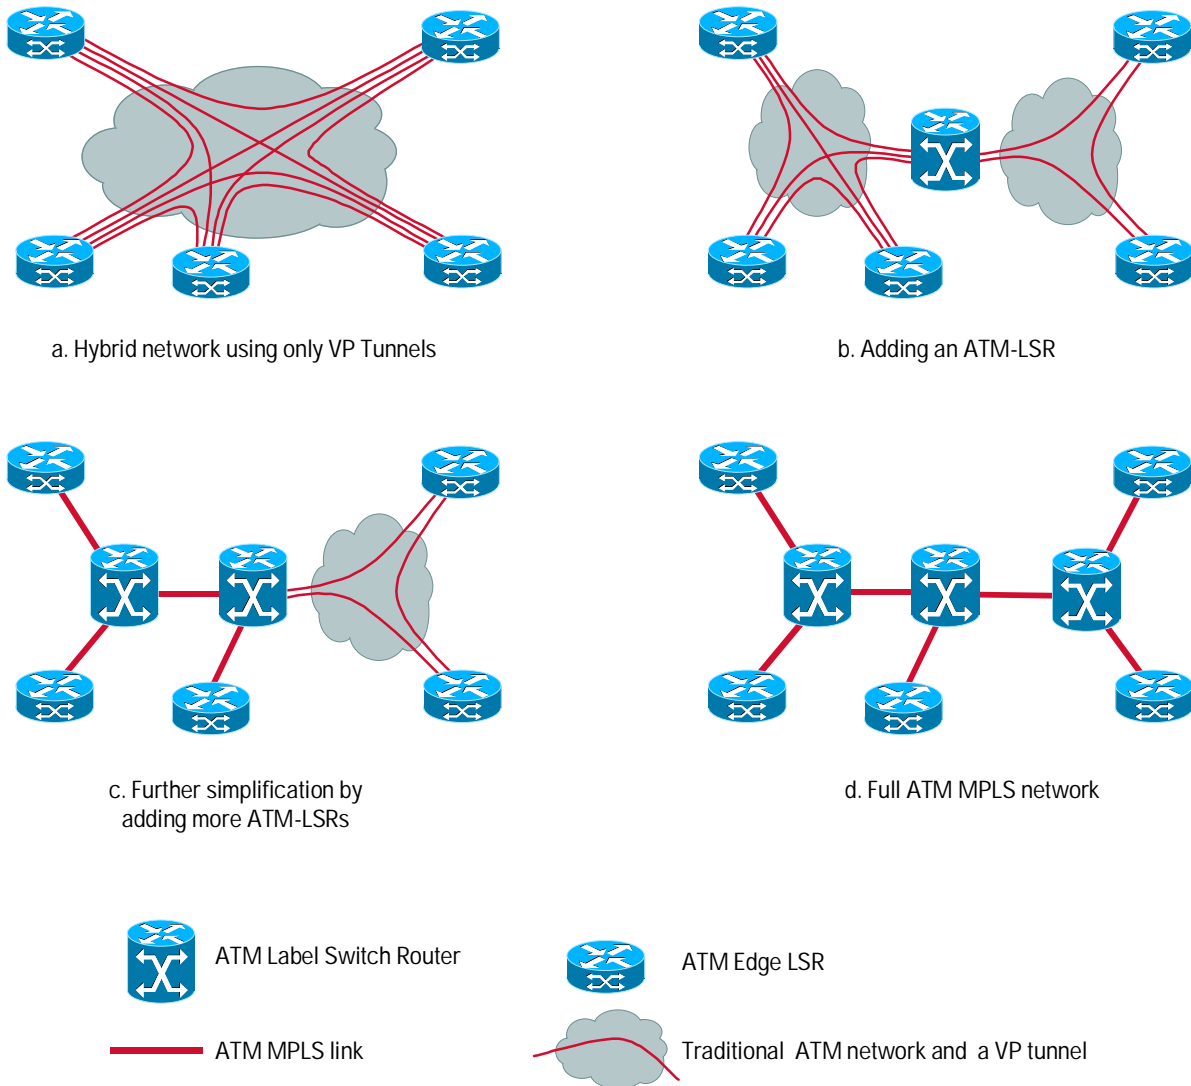 a. Hybrid network using only VP Tunnels
b. Adding an ATM-LSR
c. Further simplification by
adding more ATM-LSRs
d. Full ATM MPLS network
ATM Label Switch Router
ATM Edge LSR
ATM MPLS link
Traditional ATM network and a VP tunnel